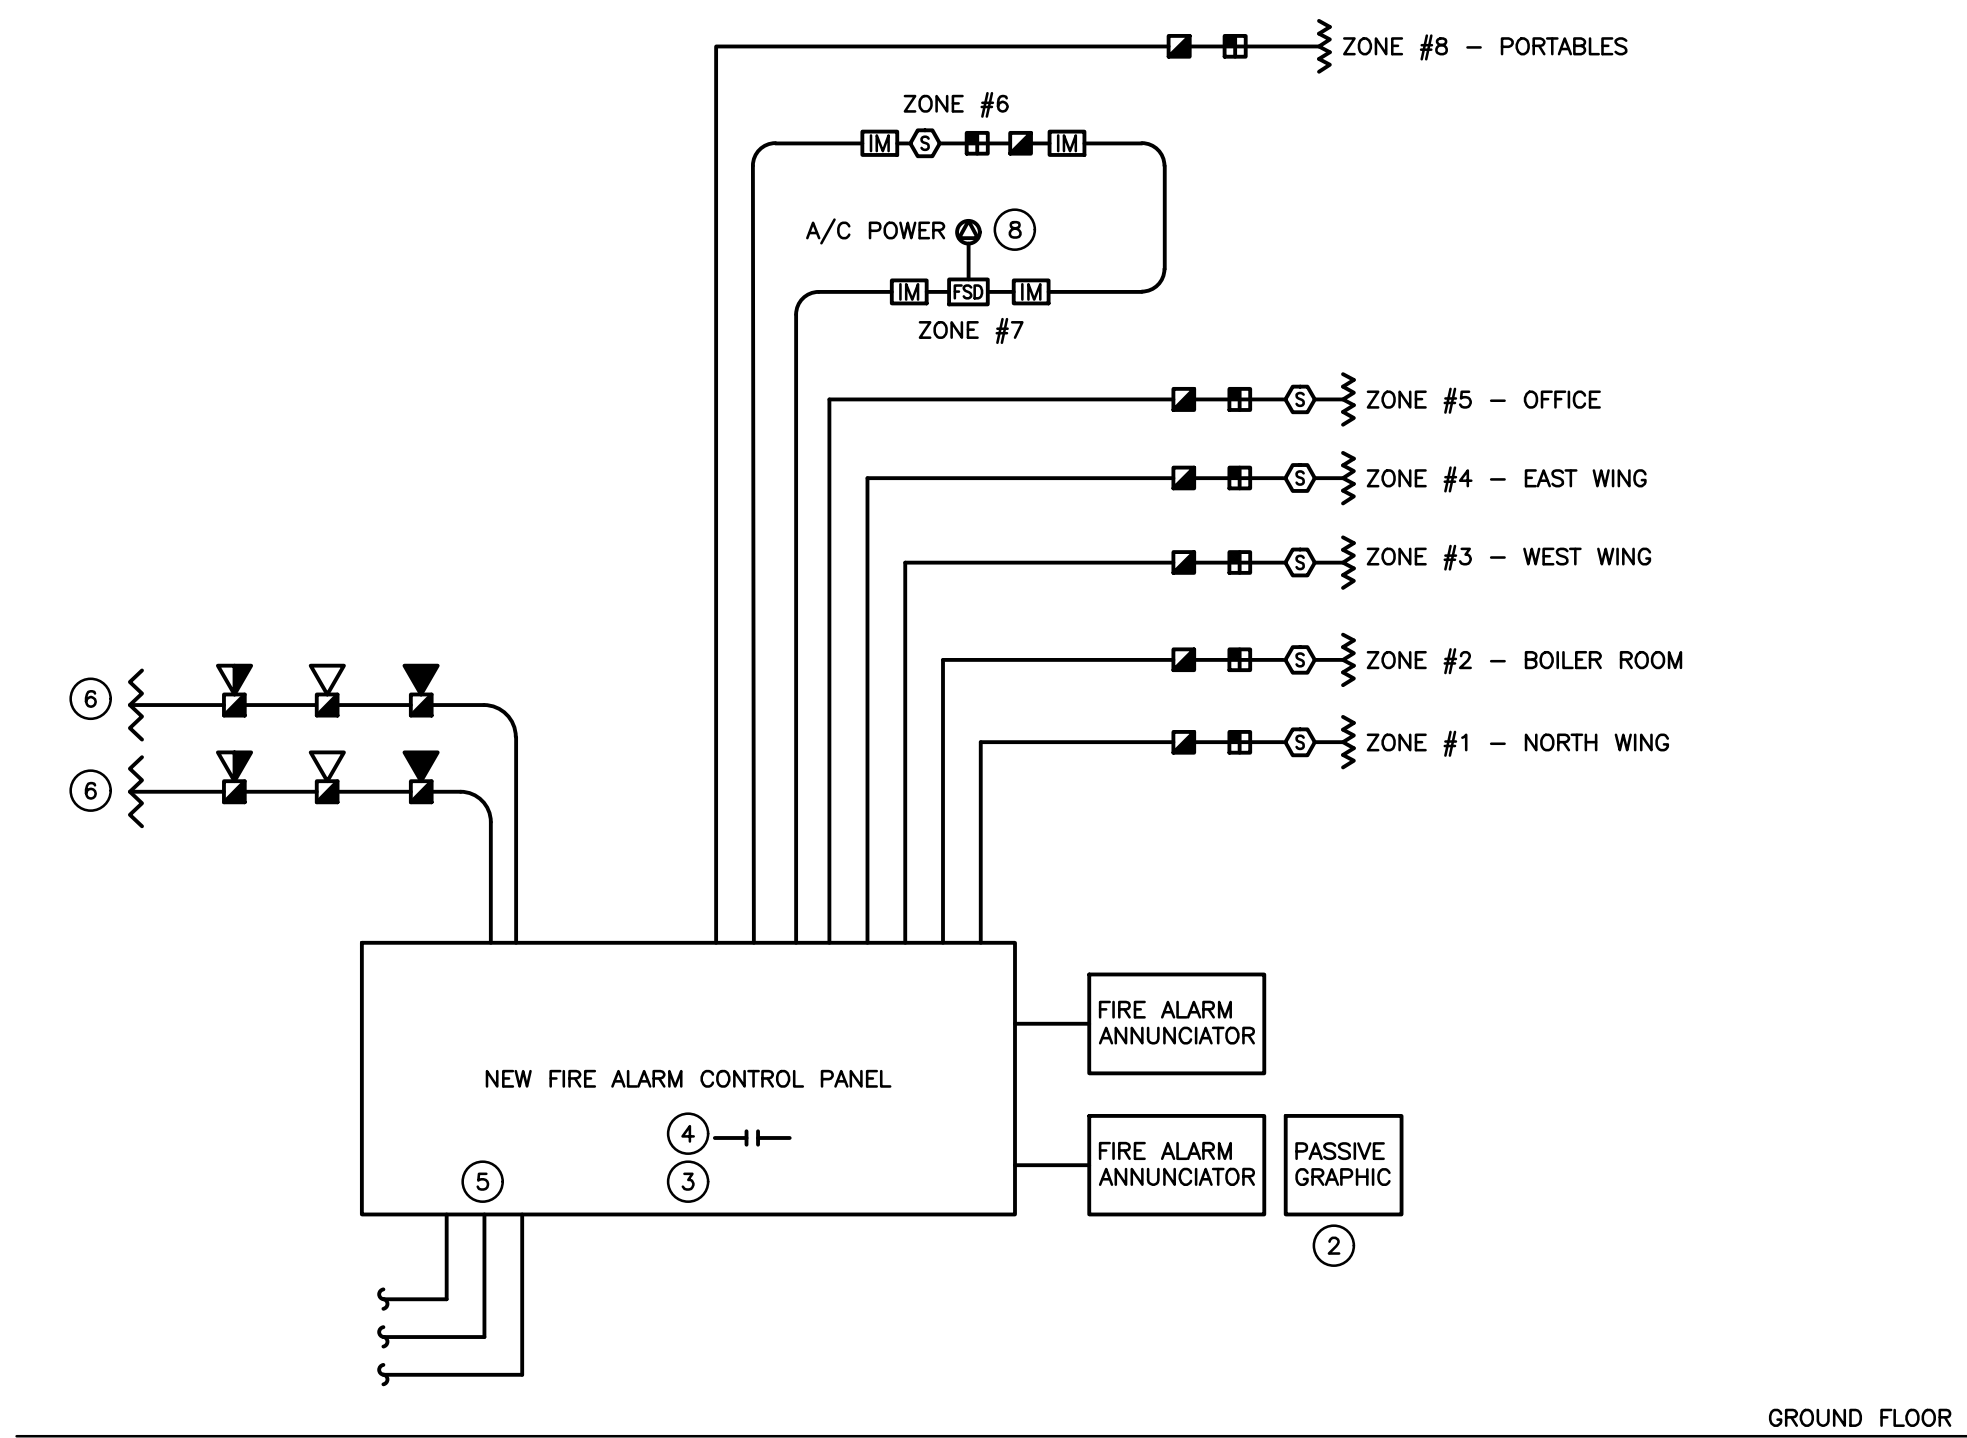 ZONE #8 - PORTABLES
ZONE #6
IM S IM
A/C POWER 8
IM FSD IM
ZONE #7
S ZONE #5 - OFFICE
S ZONE #4 - EAST WING
S ZONE #3 - WEST WING
S ZONE #2 - BOILER ROOM
6
S ZONE #1 - NORTH WING
6
FIRE ALARM
ANNUNCIATOR
NEW FIRE ALARM CONTROL PANEL
4
FIRE ALARM
ANNUNCIATOR
PASSIVE
GRAPHIC
5
3
2
GROUND FLOOR